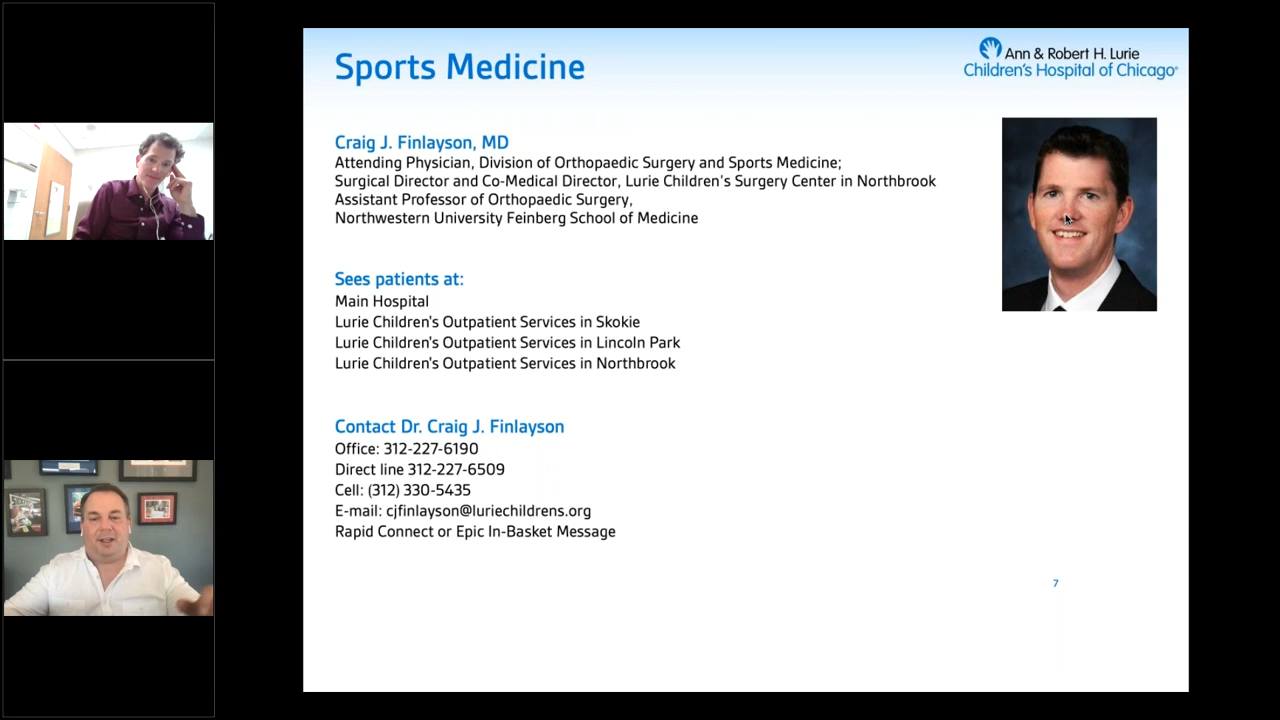 Sports Medicine
Ann & Robert H. Lurie
Children's Hospital of Chicago®
Craig J. Finlayson, MD
Attending Physician, Division of Orthopaedic Surgery and Sports Medicine;
Surgical Director and Co-Medical Director, Lurie Children's Surgery Center in Northbrook
Assistant Professor of Orthopaedic Surgery,
Northwestern University Feinberg School of Medicine
Sees patients at:
Main Hospital
Lurie Children's Outpatient Services in Skokie
Lurie Children's Outpatient Services in Lincoln Park
Lurie Children's Outpatient Services in Northbrook
Contact Dr. Craig J. Finlayson
Office: 312-227-6190
Direct line 312-227-6509
Cell: (312) 330-5435
E-mail: cjfinlayson@luriechildrens.org
Rapid Connect or Epic In-Basket Message
7